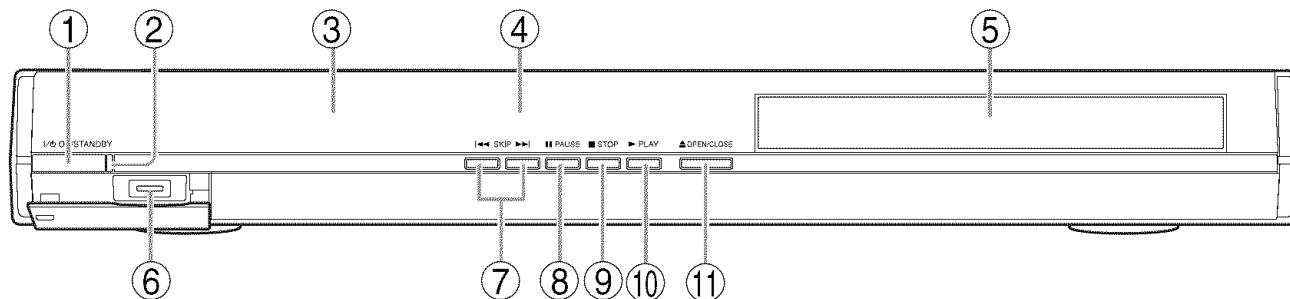 ① ② ③ ④ ⑤
I/⏻ ON/STANDBY
⏮ SKIP ⏭ ⏸ PAUSE ■ STOP ► PLAY ⏏ OPEN/CLOSE
⑥ ⑦ ⑧ ⑨ ⑩ ⑪